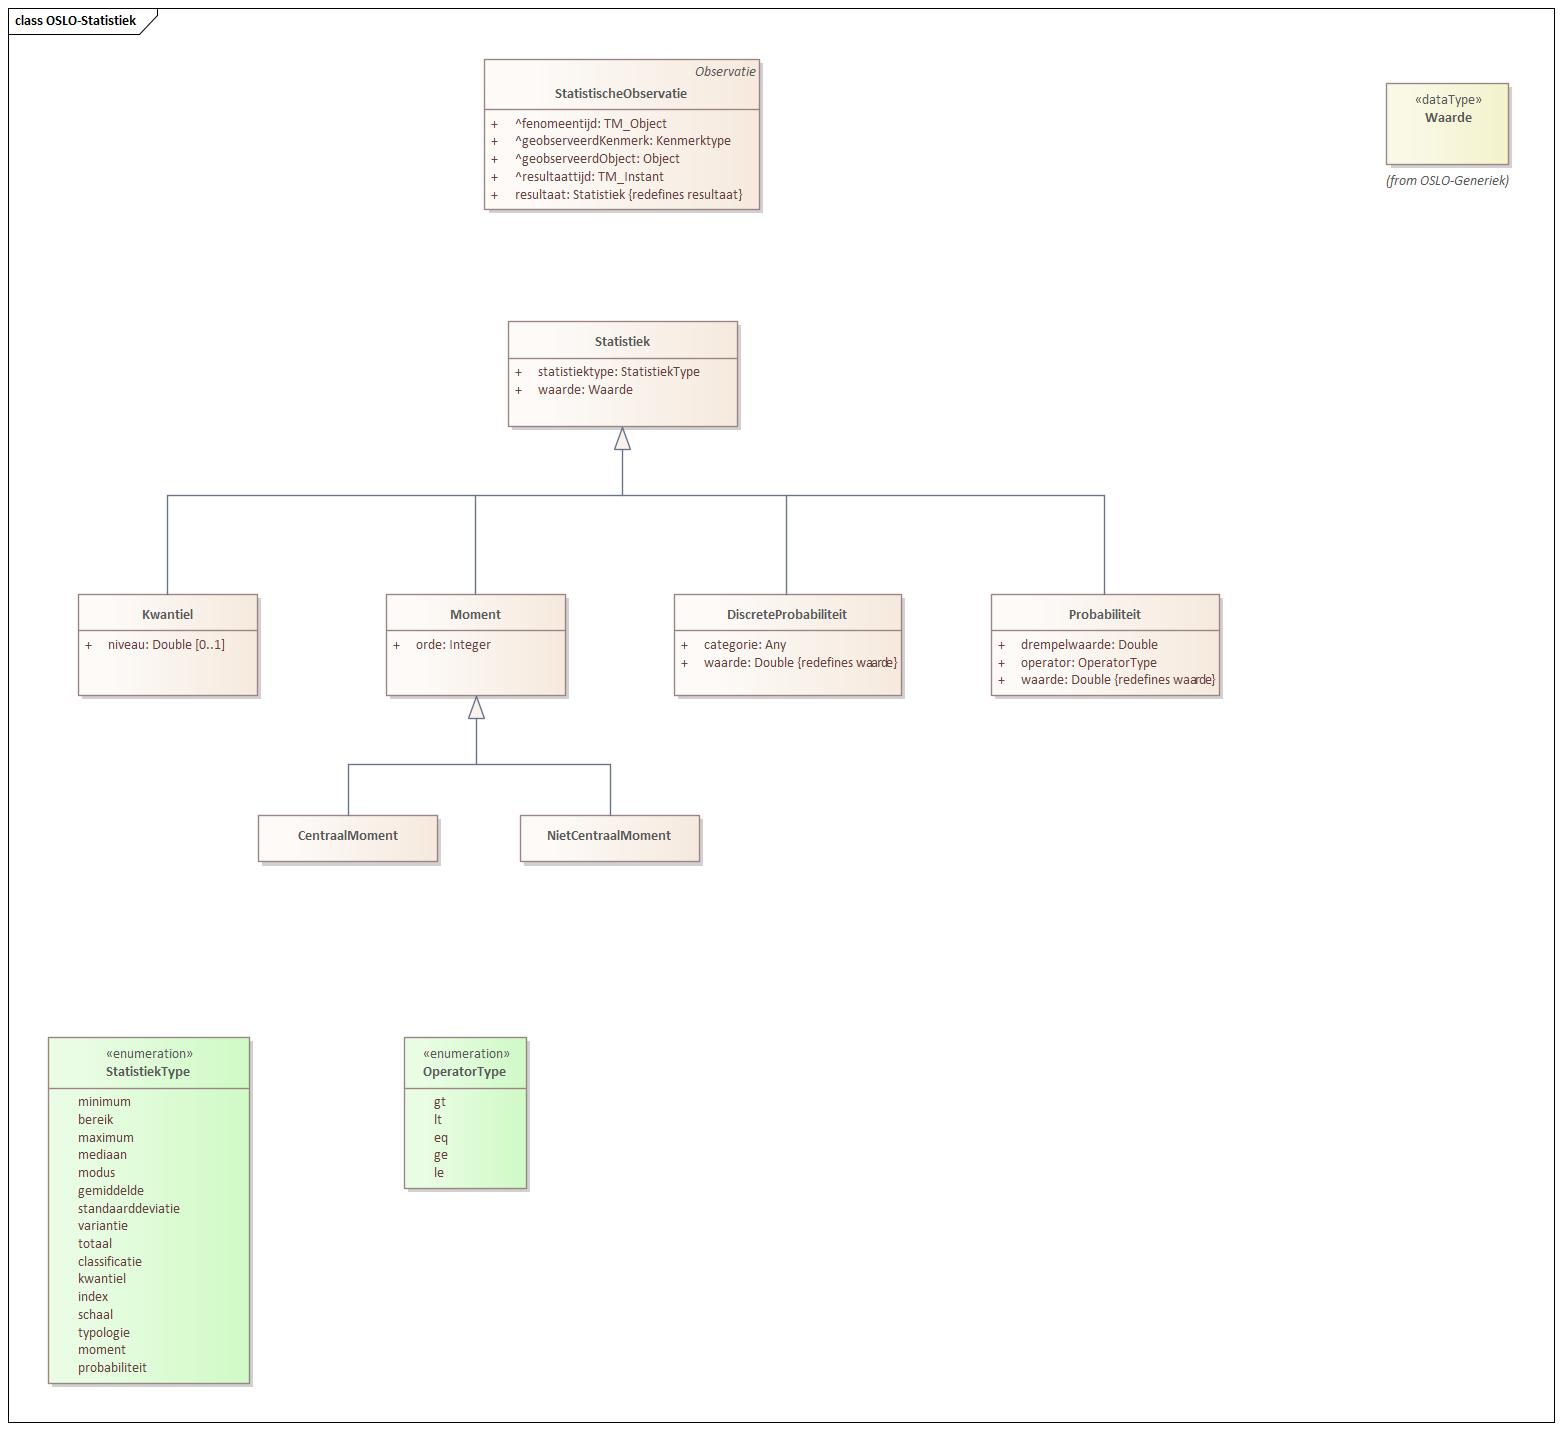 class OSLO-Statistiek
Observatie
StatistischeObservatie
+ ^fenomeentijd: TM_Object
+ ^geobserveerdKenmerk: Kenmerktype
+ ^geobserveerdObject: Object
+ ^resultaattijd: TM_Instant
+ resultaat: Statistiek {redefines resultaat}
«dataType»
Waarde
(from OSLO-Generiek)
Statistiek
+ statistiektype: StatistiekType
+ waarde: Waarde
Kwantiel
+ niveau: Double [0..1]
Moment
+ orde: Integer
DiscreteProbabiliteit
+ categorie: Any
+ waarde: Double {redefines waarde}
Probabiliteit
+ drempelwaarde: Double
+ operator: OperatorType
+ waarde: Double {redefines waarde}
CentraalMoment
NietCentraalMoment
«enumeration»
StatistiekType
minimum
bereik
maximum
mediaan
modus
gemiddelde
standaarddeviatie
variantie
totaal
classificatie
kwantiel
index
schaal
typologie
moment
probabiliteit
«enumeration»
OperatorType
gt
lt
eq
ge
le